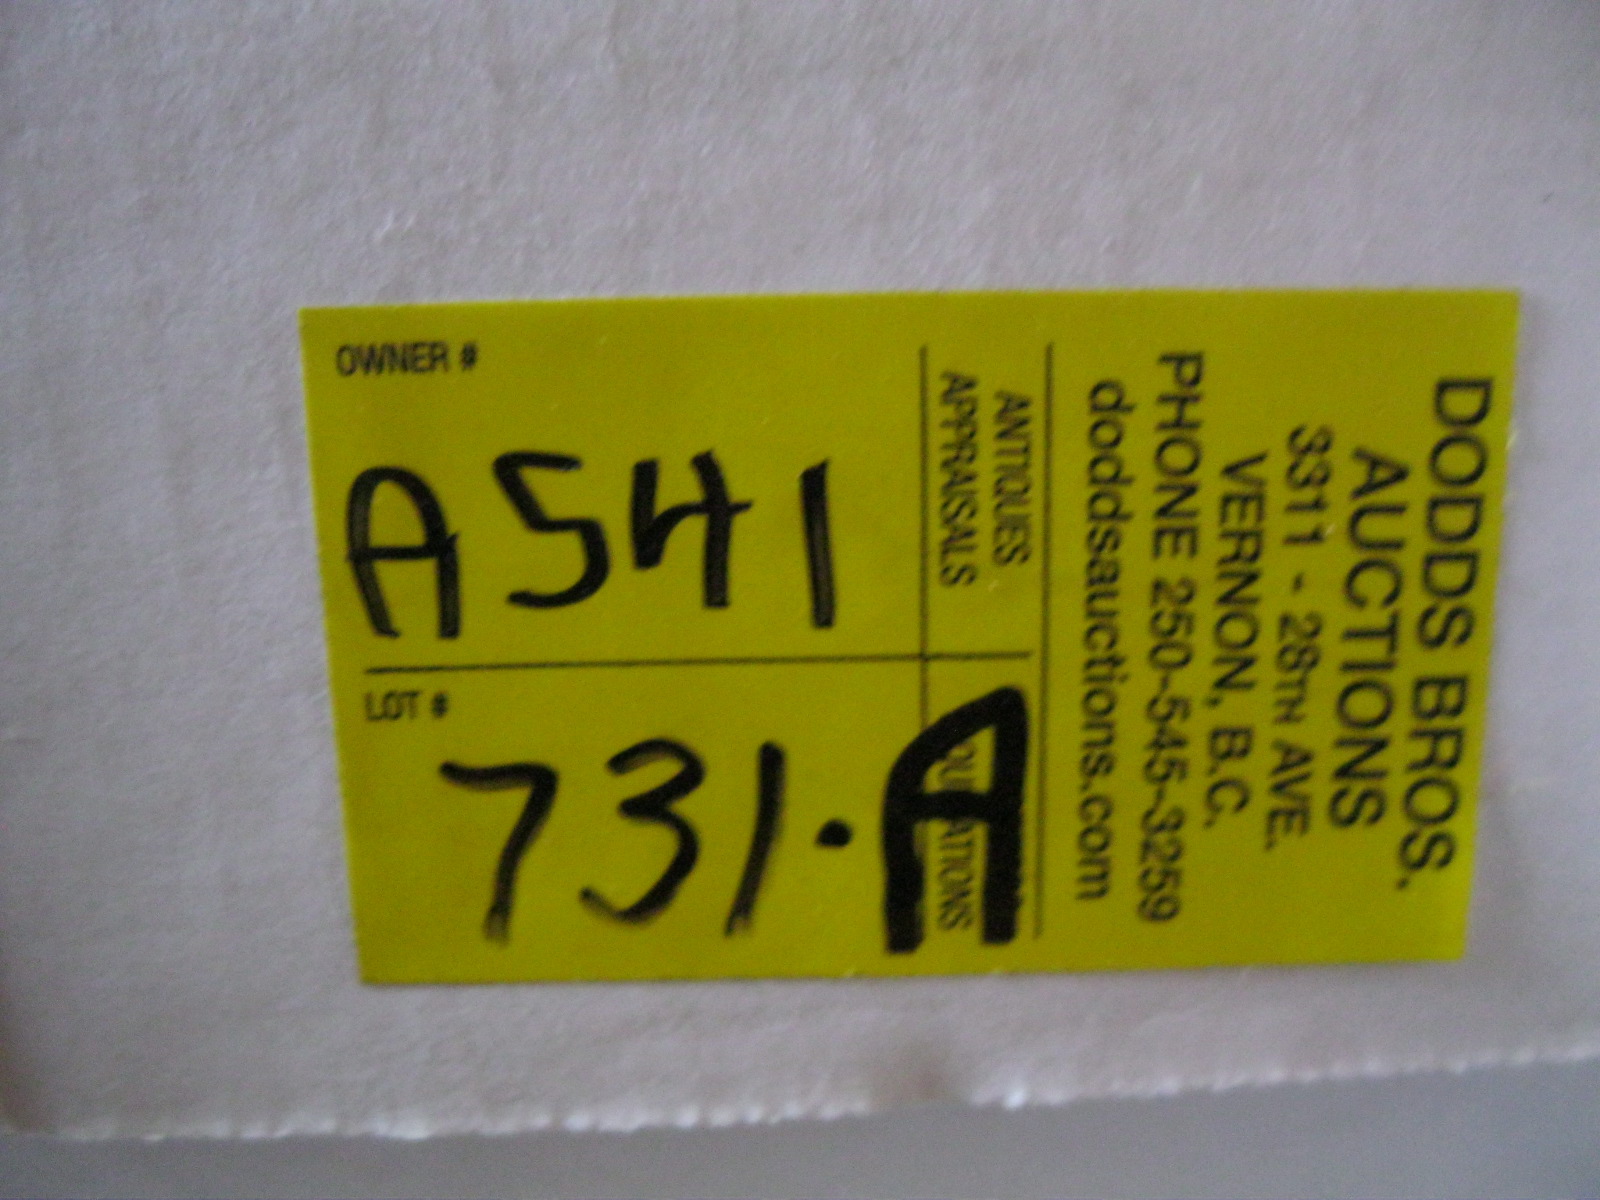 OWNER #
A541
LOT #
731.A
ANTIQUES
APPRAISALS
DODDS BROS.
AUCTIONS
3311 - 28TH AVE.
VERNON, B.C.
PHONE 250-545-3259
doddsauctions.com